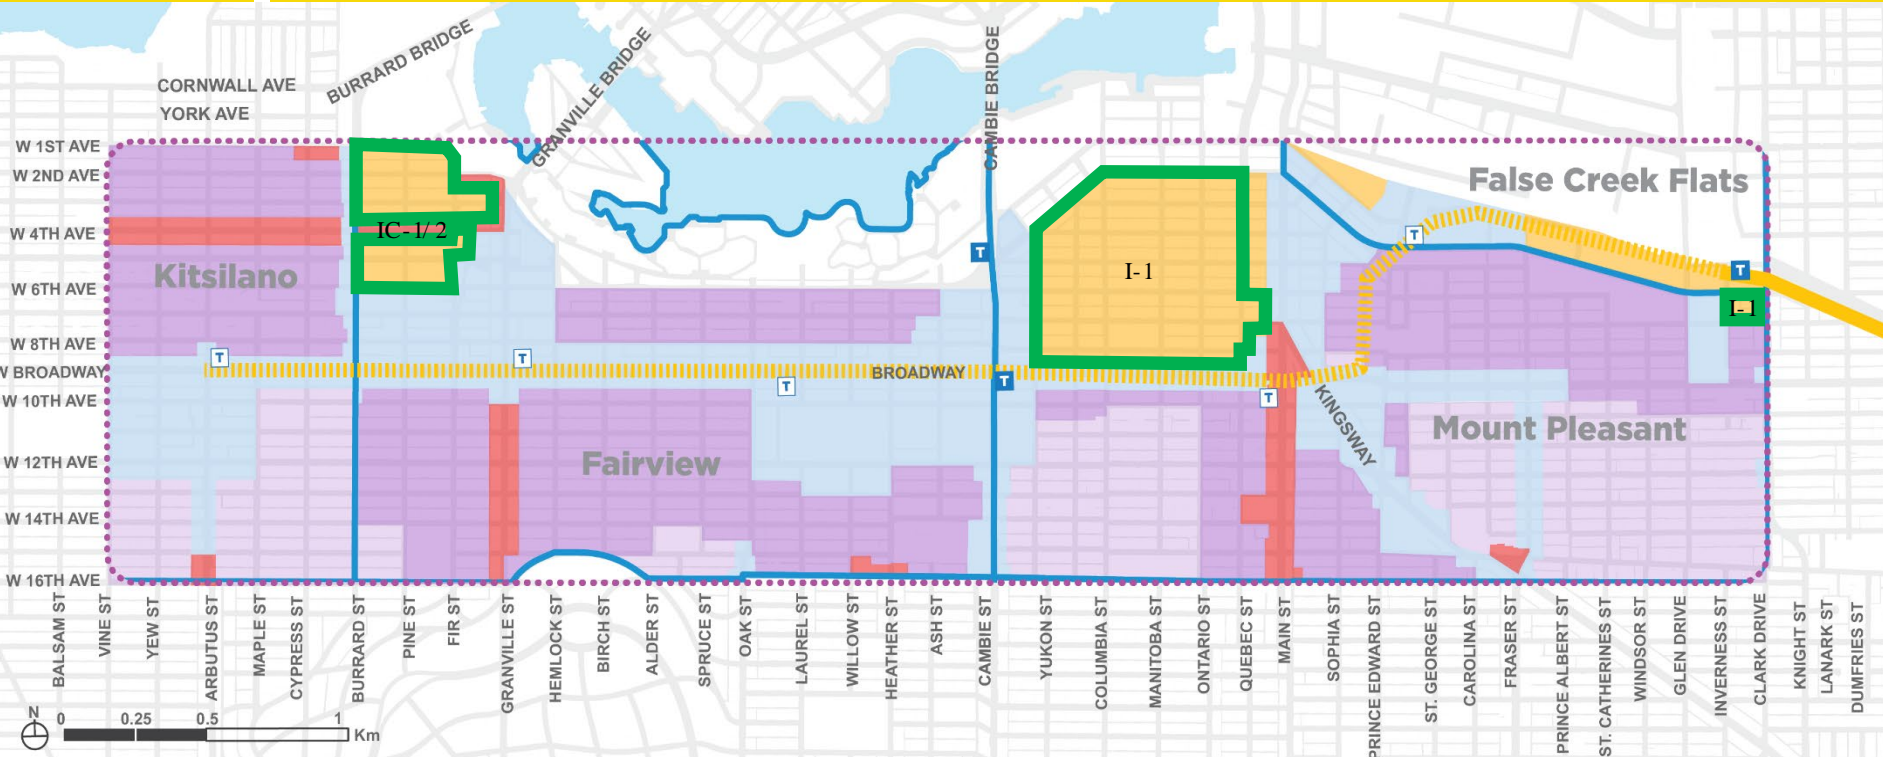 CORNWALL AVE
YORK AVE
BURRARD BRIDGE
GRANVILLE BRIDGE
CAMBIE BRIDGE
W 1ST AVE
W 2ND AVE
W 4TH AVE
W 6TH AVE
W 8TH AVE
W BROADWAY
W 10TH AVE
W 12TH AVE
W 14TH AVE
W 16TH AVE
Kitsilano
IC-1/2
I-1
False Creek Flats
I-1
T
T
T
T
T
T
T
T
BROADWAY
KINGSWAY
Fairview
Mount Pleasant
BALSAM ST
VINE ST
YEW ST
ARBUTUS ST
MAPLE ST
CYPRESS ST
BURRARD ST
PINE ST
FIR ST
GRANVILLE ST
HEMLOCK ST
BIRCH ST
ALDER ST
SPRUCE ST
OAK ST
LAUREL ST
WILLOW ST
HEATHER ST
ASH ST
CAMBIE ST
YUKON ST
COLUMBIA ST
MANITOBA ST
ONTARIO ST
QUEBEC ST
MAIN ST
SOPHIA ST
PRINCE EDWARD ST
ST. GEORGE ST
CAROLINA ST
FRASER ST
PRINCE ALBERT ST
ST. CATHERINES ST
WINDSOR ST
GLEN DRIVE
INVERNESS ST
CLARK DRIVE
KNIGHT ST
LANARK ST
DUMFRIES ST
N
0 0.25 0.5 1
Km